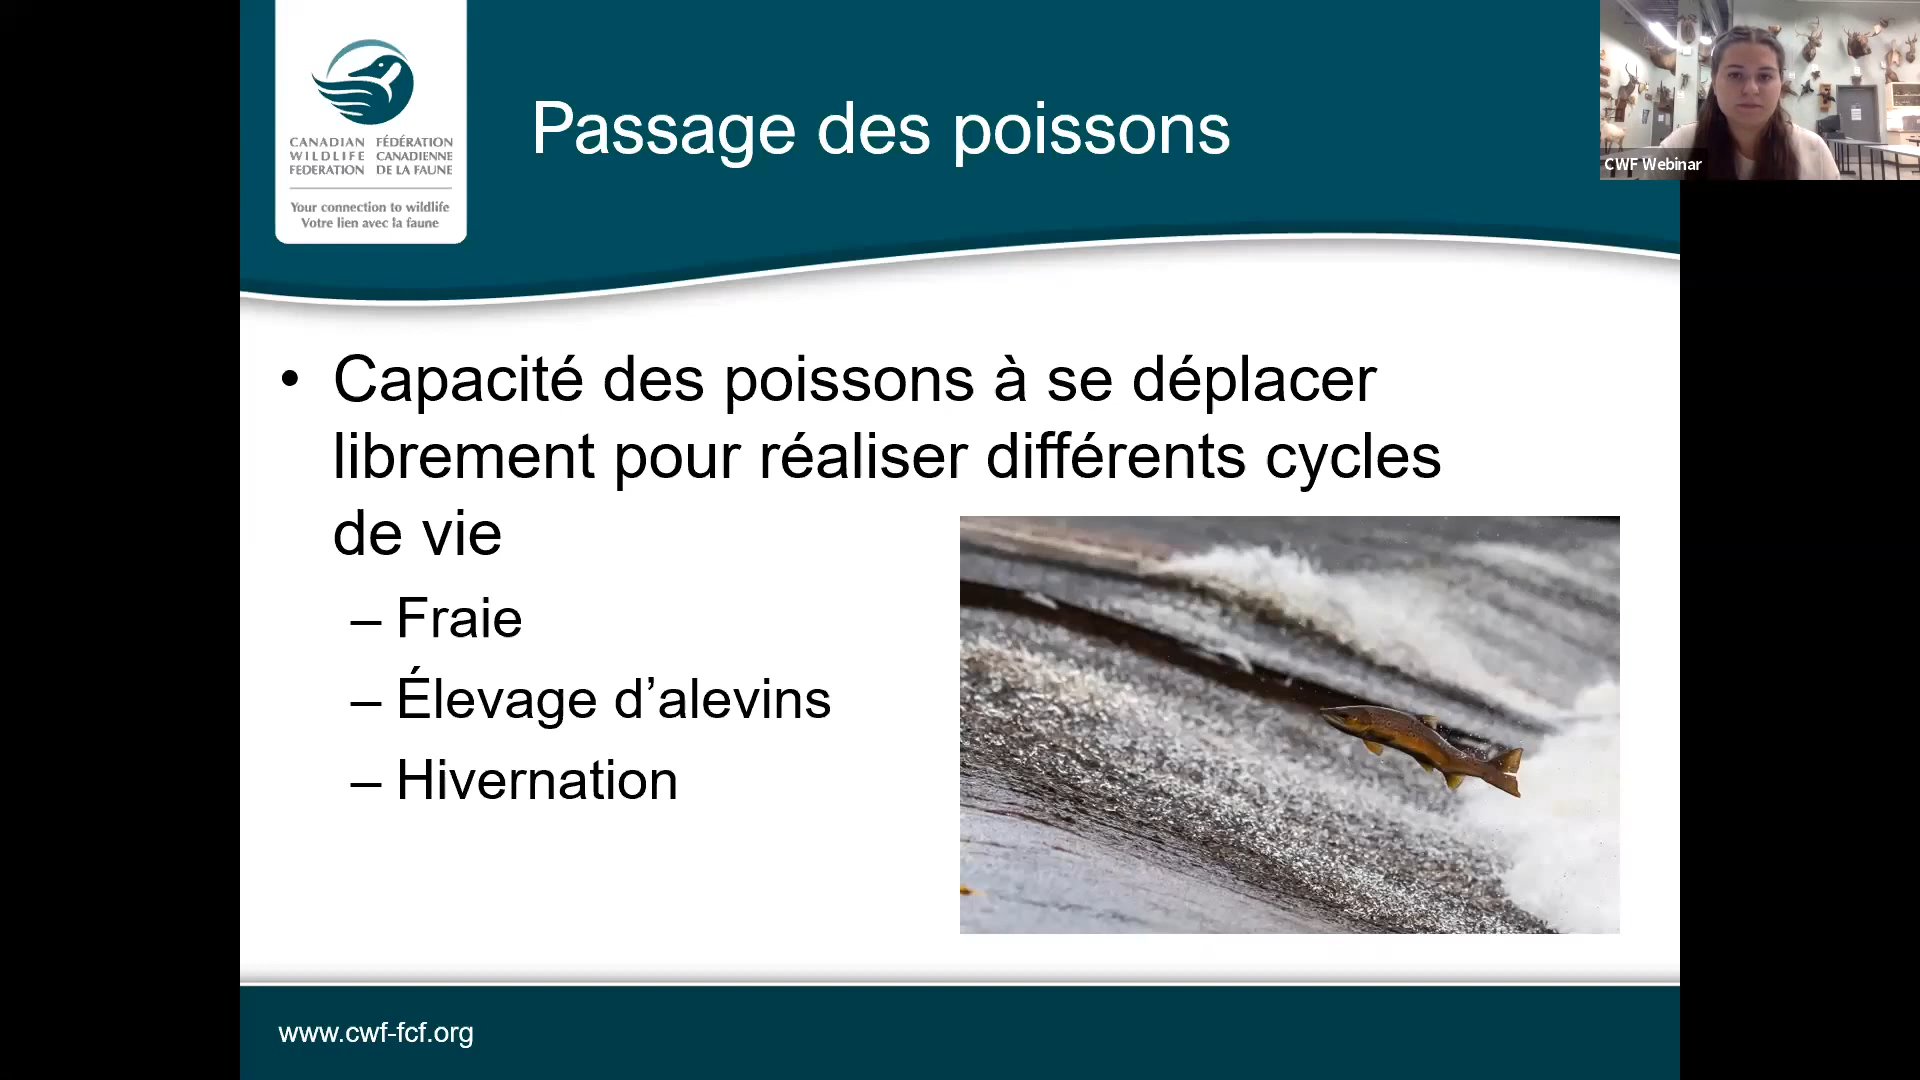 CANADIAN FÉDÉRATION
WILDLIFE CANADIENNE
FEDERATION DE LA FAUNE
Your connection to wildlife
Votre lien avec la faune
Passage des poissons
CWF Webinar
• Capacité des poissons à se déplacer
librement pour réaliser différents cycles
de vie
– Fraie
– Élevage d’alevins
– Hivernation
www.cwf-fcf.org